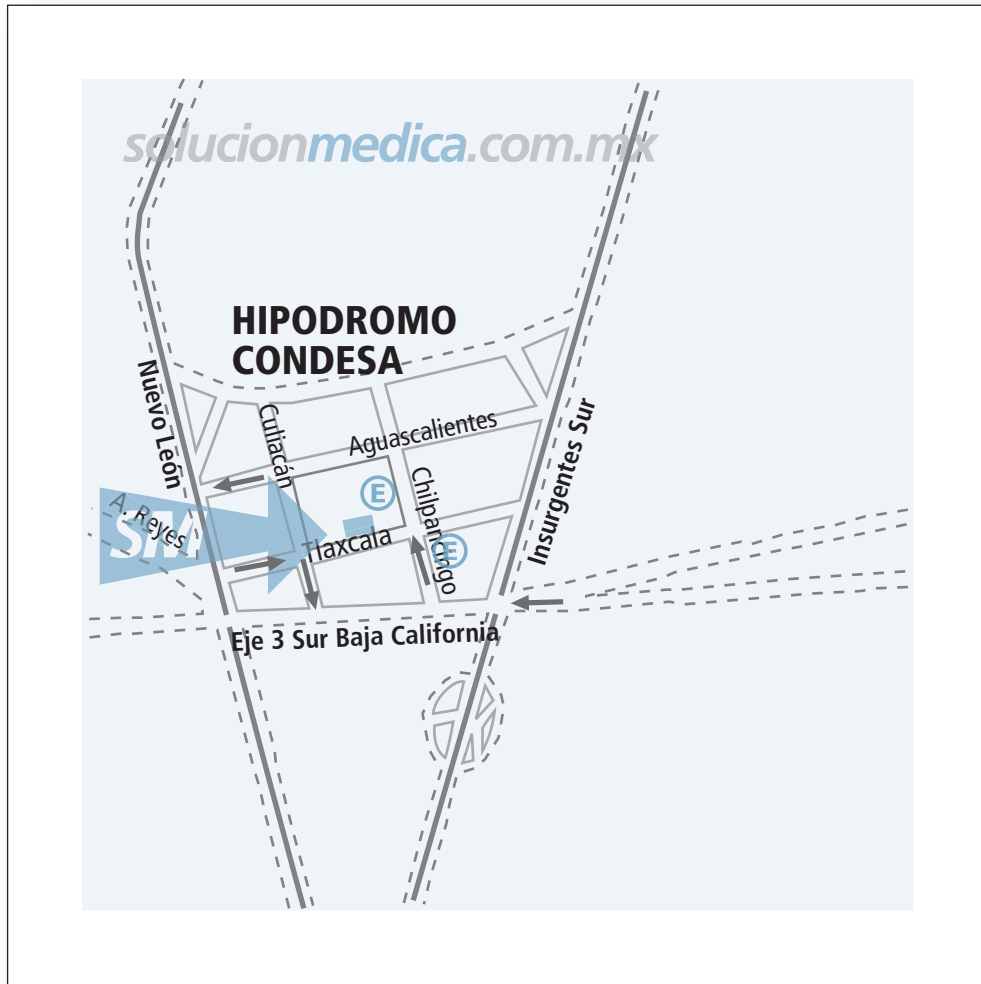 solucionmedica.com.mx
HIPODROMO
CONDESA
Nuevo León
Culiacán
Aguascalientes
Insurgentes Sur
E
Chilpancingo
A. Reyes
SM
Tlaxcala
E
Eje 3 Sur Baja California